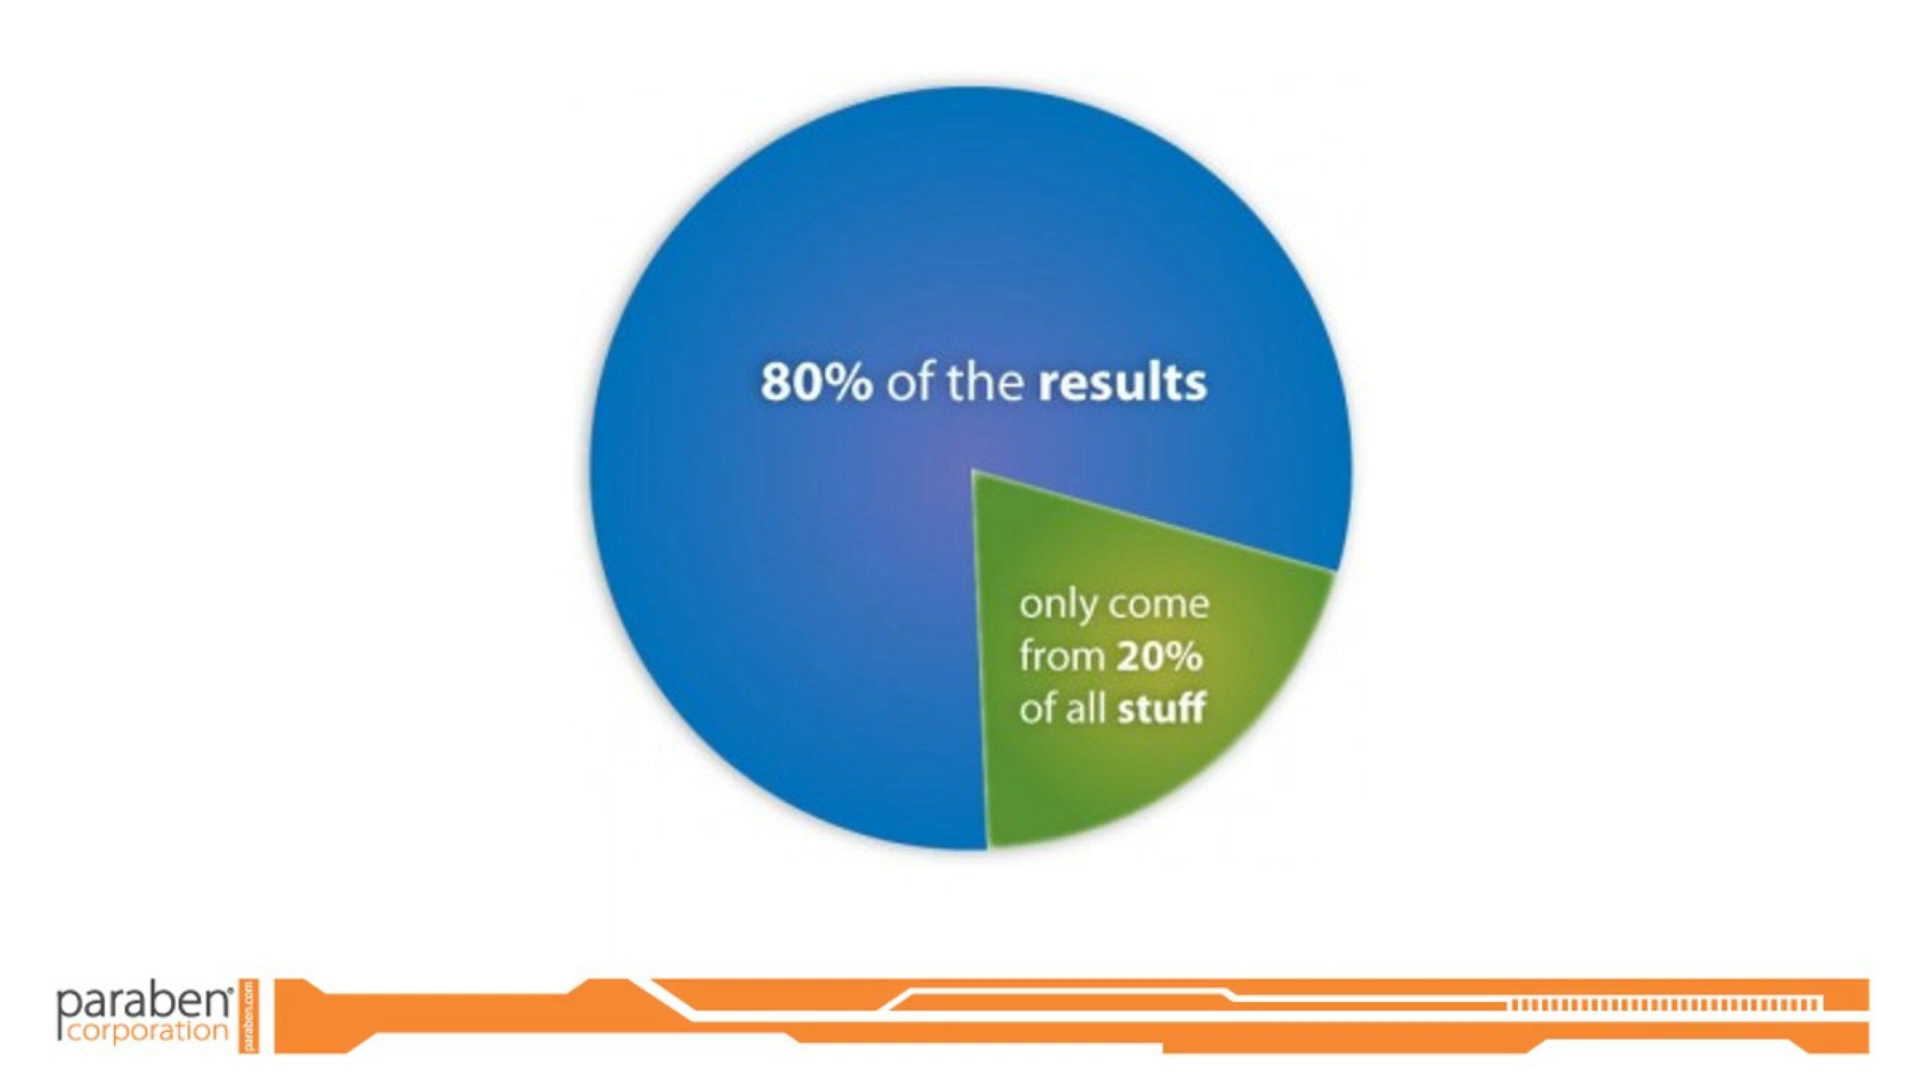 80% of the results
only come
from 20%
of all stuff
paraben®
corporation
paraben.com